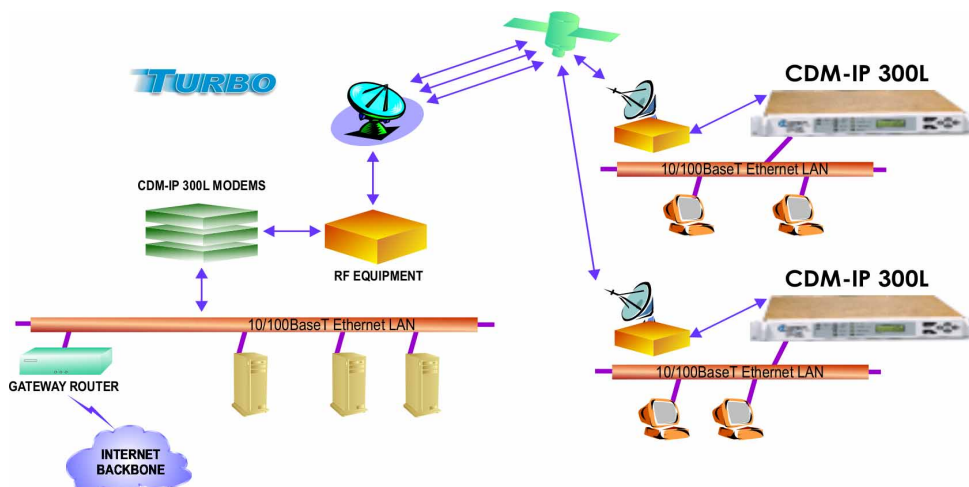 TURBO
CDM-IP 300L
10/100BaseT Ethernet LAN
CDM-IP 300L MODEMS
RF EQUIPMENT
CDM-IP 300L
10/100BaseT Ethernet LAN
GATEWAY ROUTER
10/100BaseT Ethernet LAN
INTERNET
BACKBONE